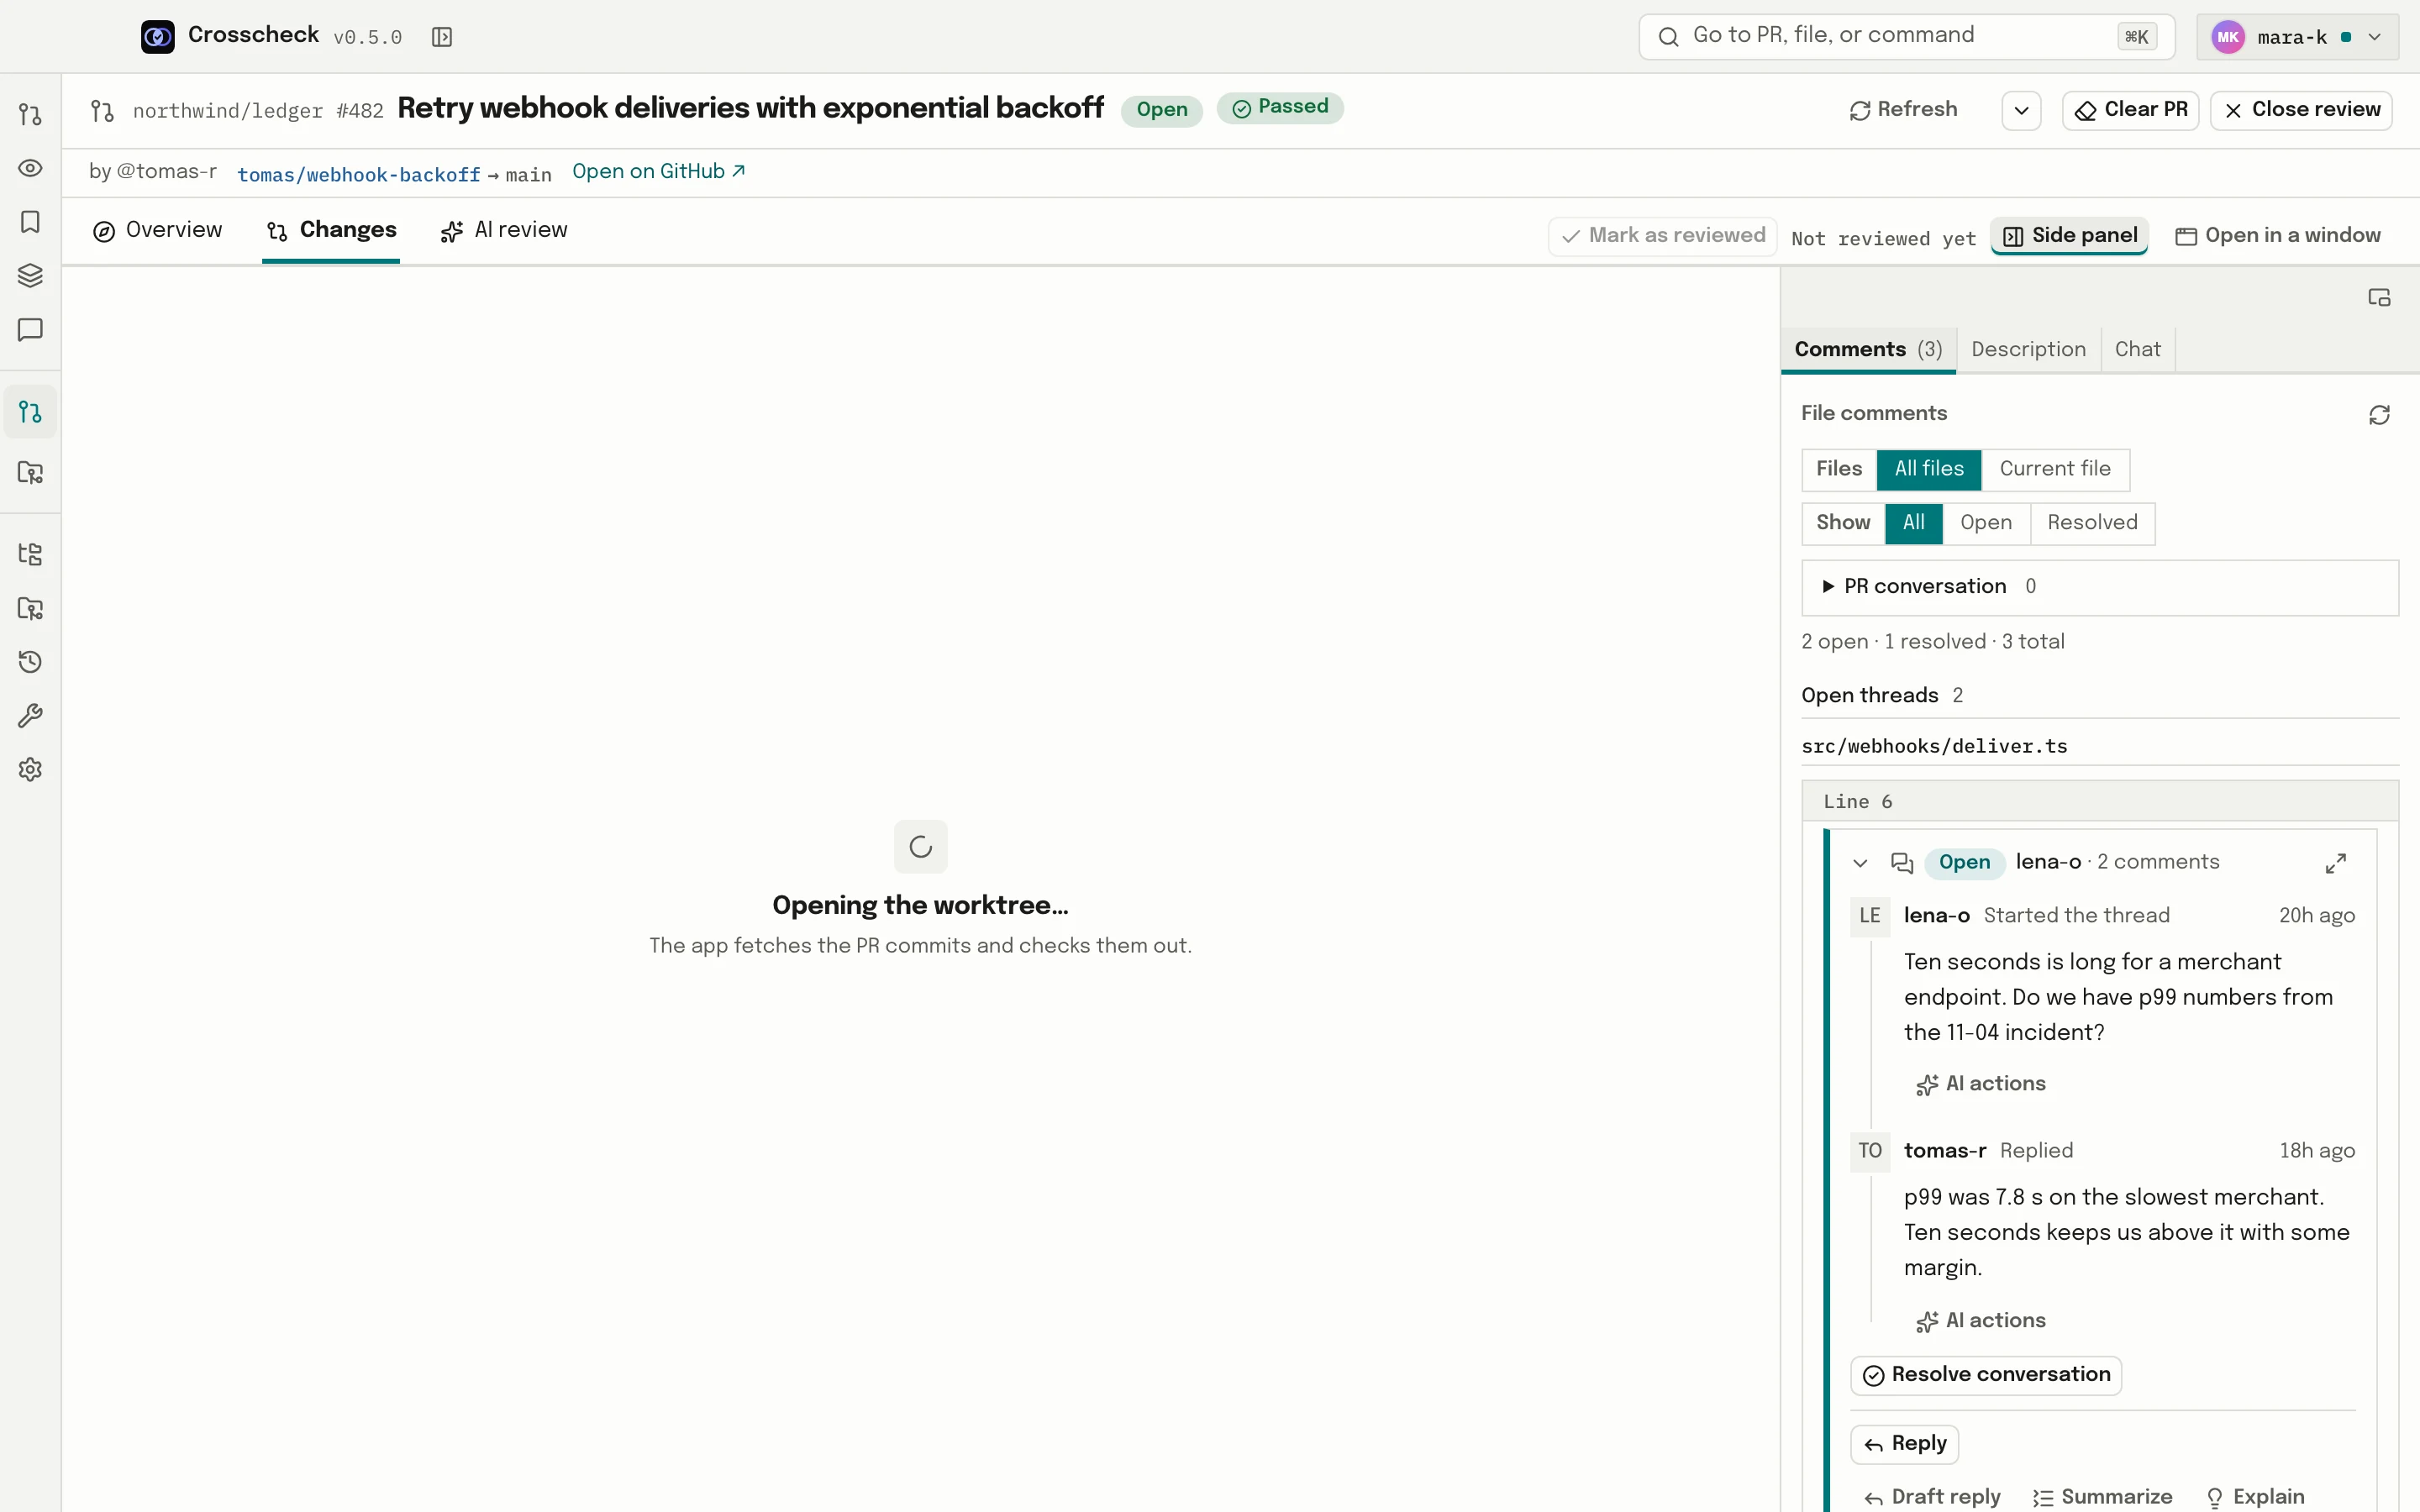 Crosscheck v0.5.0
Go to PR, file, or command ⌘K
MK mara-k
northwind/ledger #482 Retry webhook deliveries with exponential backoff Open Passed
Refresh Clear PR Close review
by @tomas-r tomas/webhook-backoff → main Open on GitHub ↗
Overview Changes AI review
Mark as reviewed Not reviewed yet Side panel Open in a window
Opening the worktree…
The app fetches the PR commits and checks them out.
Comments (3) Description Chat
File comments
Files All files Current file
Show All Open Resolved
PR conversation 0
2 open · 1 resolved · 3 total
Open threads 2
src/webhooks/deliver.ts
Line 6
Open lena-o · 2 comments
LE lena-o Started the thread 20h ago
Ten seconds is long for a merchant
endpoint. Do we have p99 numbers from
the 11-04 incident?
AI actions
TO tomas-r Replied 18h ago
p99 was 7.8 s on the slowest merchant.
Ten seconds keeps us above it with some
margin.
AI actions
Resolve conversation
Reply
Draft reply Summarize Explain